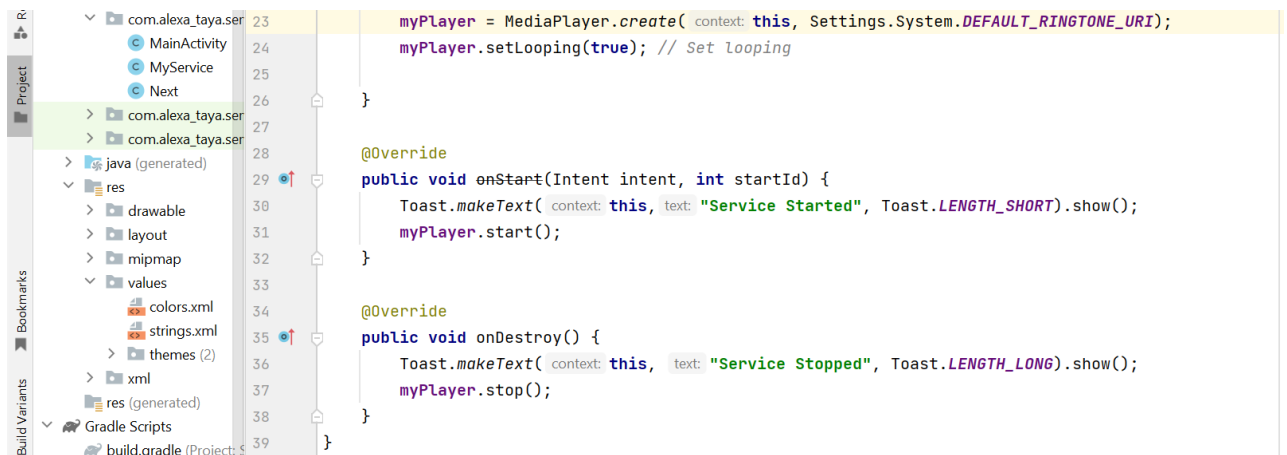 com.alexa_taya.ser
MainActivity
MyService
Next
com.alexa_taya.ser
com.alexa_taya.ser
java (generated)
res
drawable
layout
mipmap
values
colors.xml
strings.xml
themes (2)
xml
res (generated)
Gradle Scripts
build.gradle (Project:
Project
Bookmarks
Build Variants
23 myPlayer = MediaPlayer.create( context: this, Settings.System.DEFAULT_RINGTONE_URI);
24 myPlayer.setLooping(true); // Set looping
25
26 }
27
28 @Override
29 public void onStart(Intent intent, int startId) {
30 Toast.makeText( context: this, text: "Service Started", Toast.LENGTH_SHORT).show();
31 myPlayer.start();
32 }
33
34 @Override
35 public void onDestroy() {
36 Toast.makeText( context: this, text: "Service Stopped", Toast.LENGTH_LONG).show();
37 myPlayer.stop();
38 }
39 }